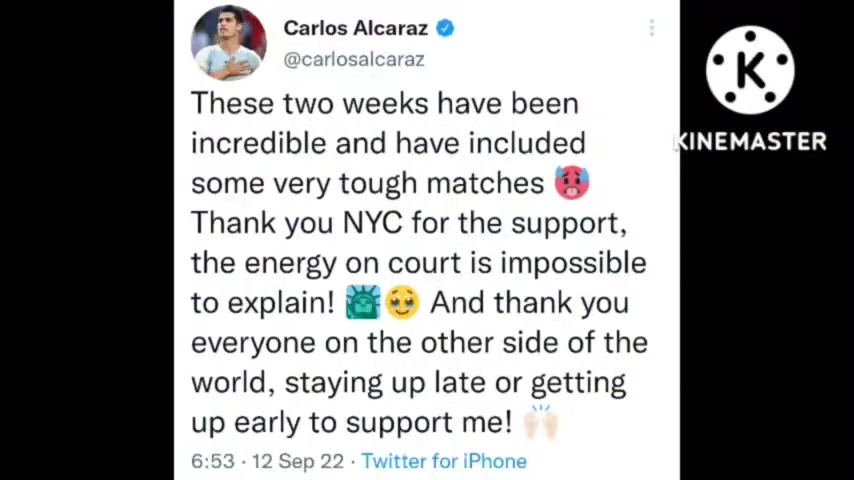 Carlos Alcaraz
@carlosalcaraz
These two weeks have been
incredible and have included
some very tough matches 🥵
Thank you NYC for the support,
the energy on court is impossible
to explain! 🗽🥹 And thank you
everyone on the other side of the
world, staying up late or getting
up early to support me! 🙌🏻
6:53 · 12 Sep 22 · Twitter for iPhone
K
KINEMASTER